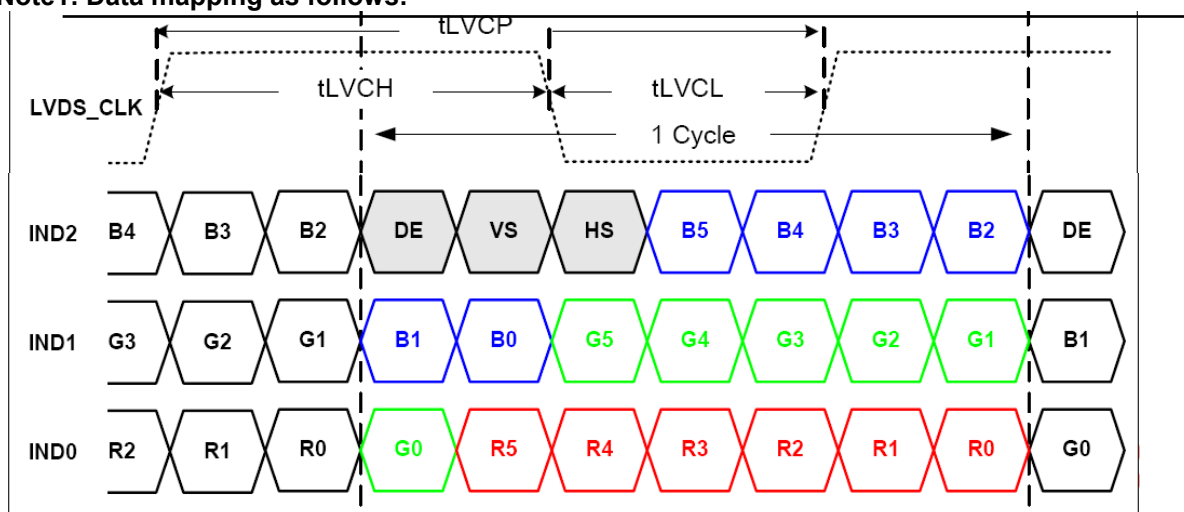 Note1: Data mapping as follows:
tLVCP
tLVCH tLVCL
LVDS_CLK
1 Cycle
IND2 B4 B3 B2 DE VS HS B5 B4 B3 B2 DE
IND1 G3 G2 G1 B1 B0 G5 G4 G3 G2 G1 B1
IND0 R2 R1 R0 G0 R5 R4 R3 R2 R1 R0 G0